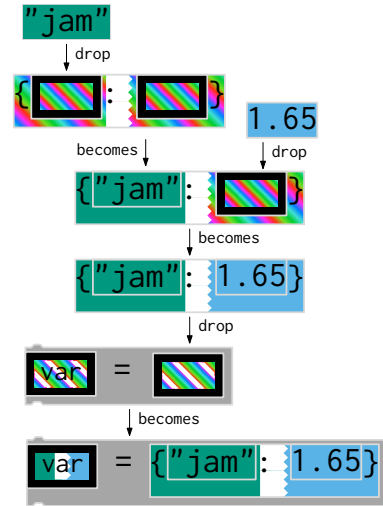 "jam"
drop
{ : }
1.65
becomes
drop
{"jam": }
becomes
{"jam": 1.65}
drop
var =
becomes
var = {"jam": 1.65}